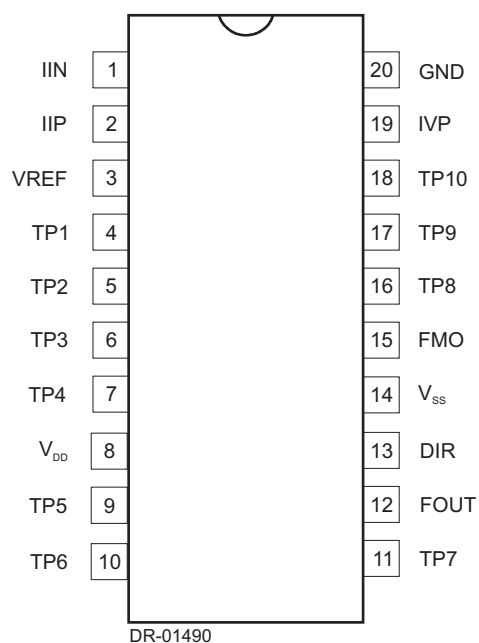 IIN 1 20 GND
IIP 2 19 IVP
VREF 3 18 TP10
TP1 4 17 TP9
TP2 5 16 TP8
TP3 6 15 FMO
TP4 7 14 VSS
VDD 8 13 DIR
TP5 9 12 FOUT
TP6 10 11 TP7
DR-01490